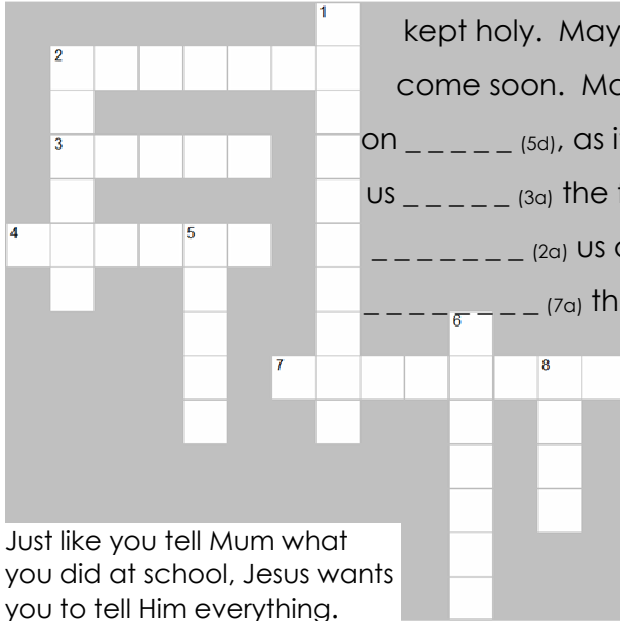 1
kept holy. May
2
come soon.
3
on _ _ _ _ _ (5d), as
us _ _ _ _ _ (3a) the
4 5
_ _ _ _ _ _ _ (2a) us
_ _ _ _ _ _ _ _ (7a)
6
7 8
Just like you tell Mum what
you did at school, Jesus wants
you to tell Him everything.